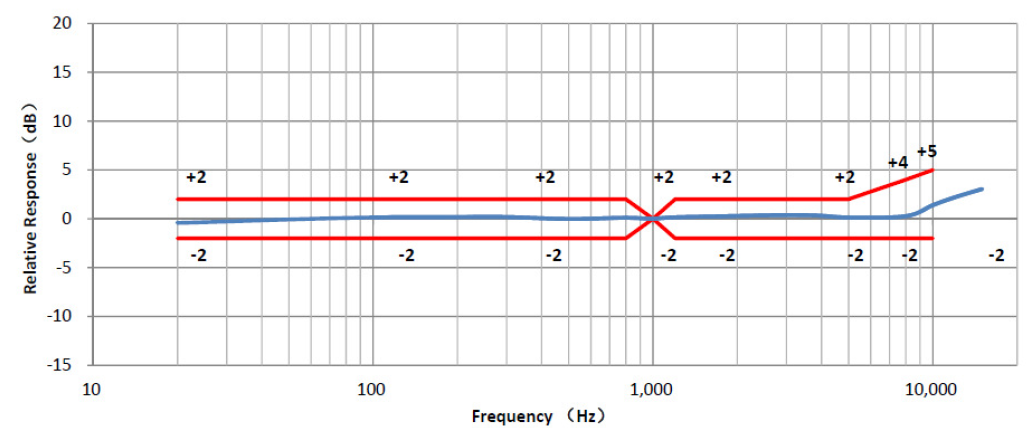 20
15
10
5
0
-5
-10
-15
Relative Response（dB）
+2 +2 +2 +2 +2 +2 +4 +5
-2 -2 -2 -2 -2 -2 -2 -2
10 100 1,000 10,000
Frequency （Hz）